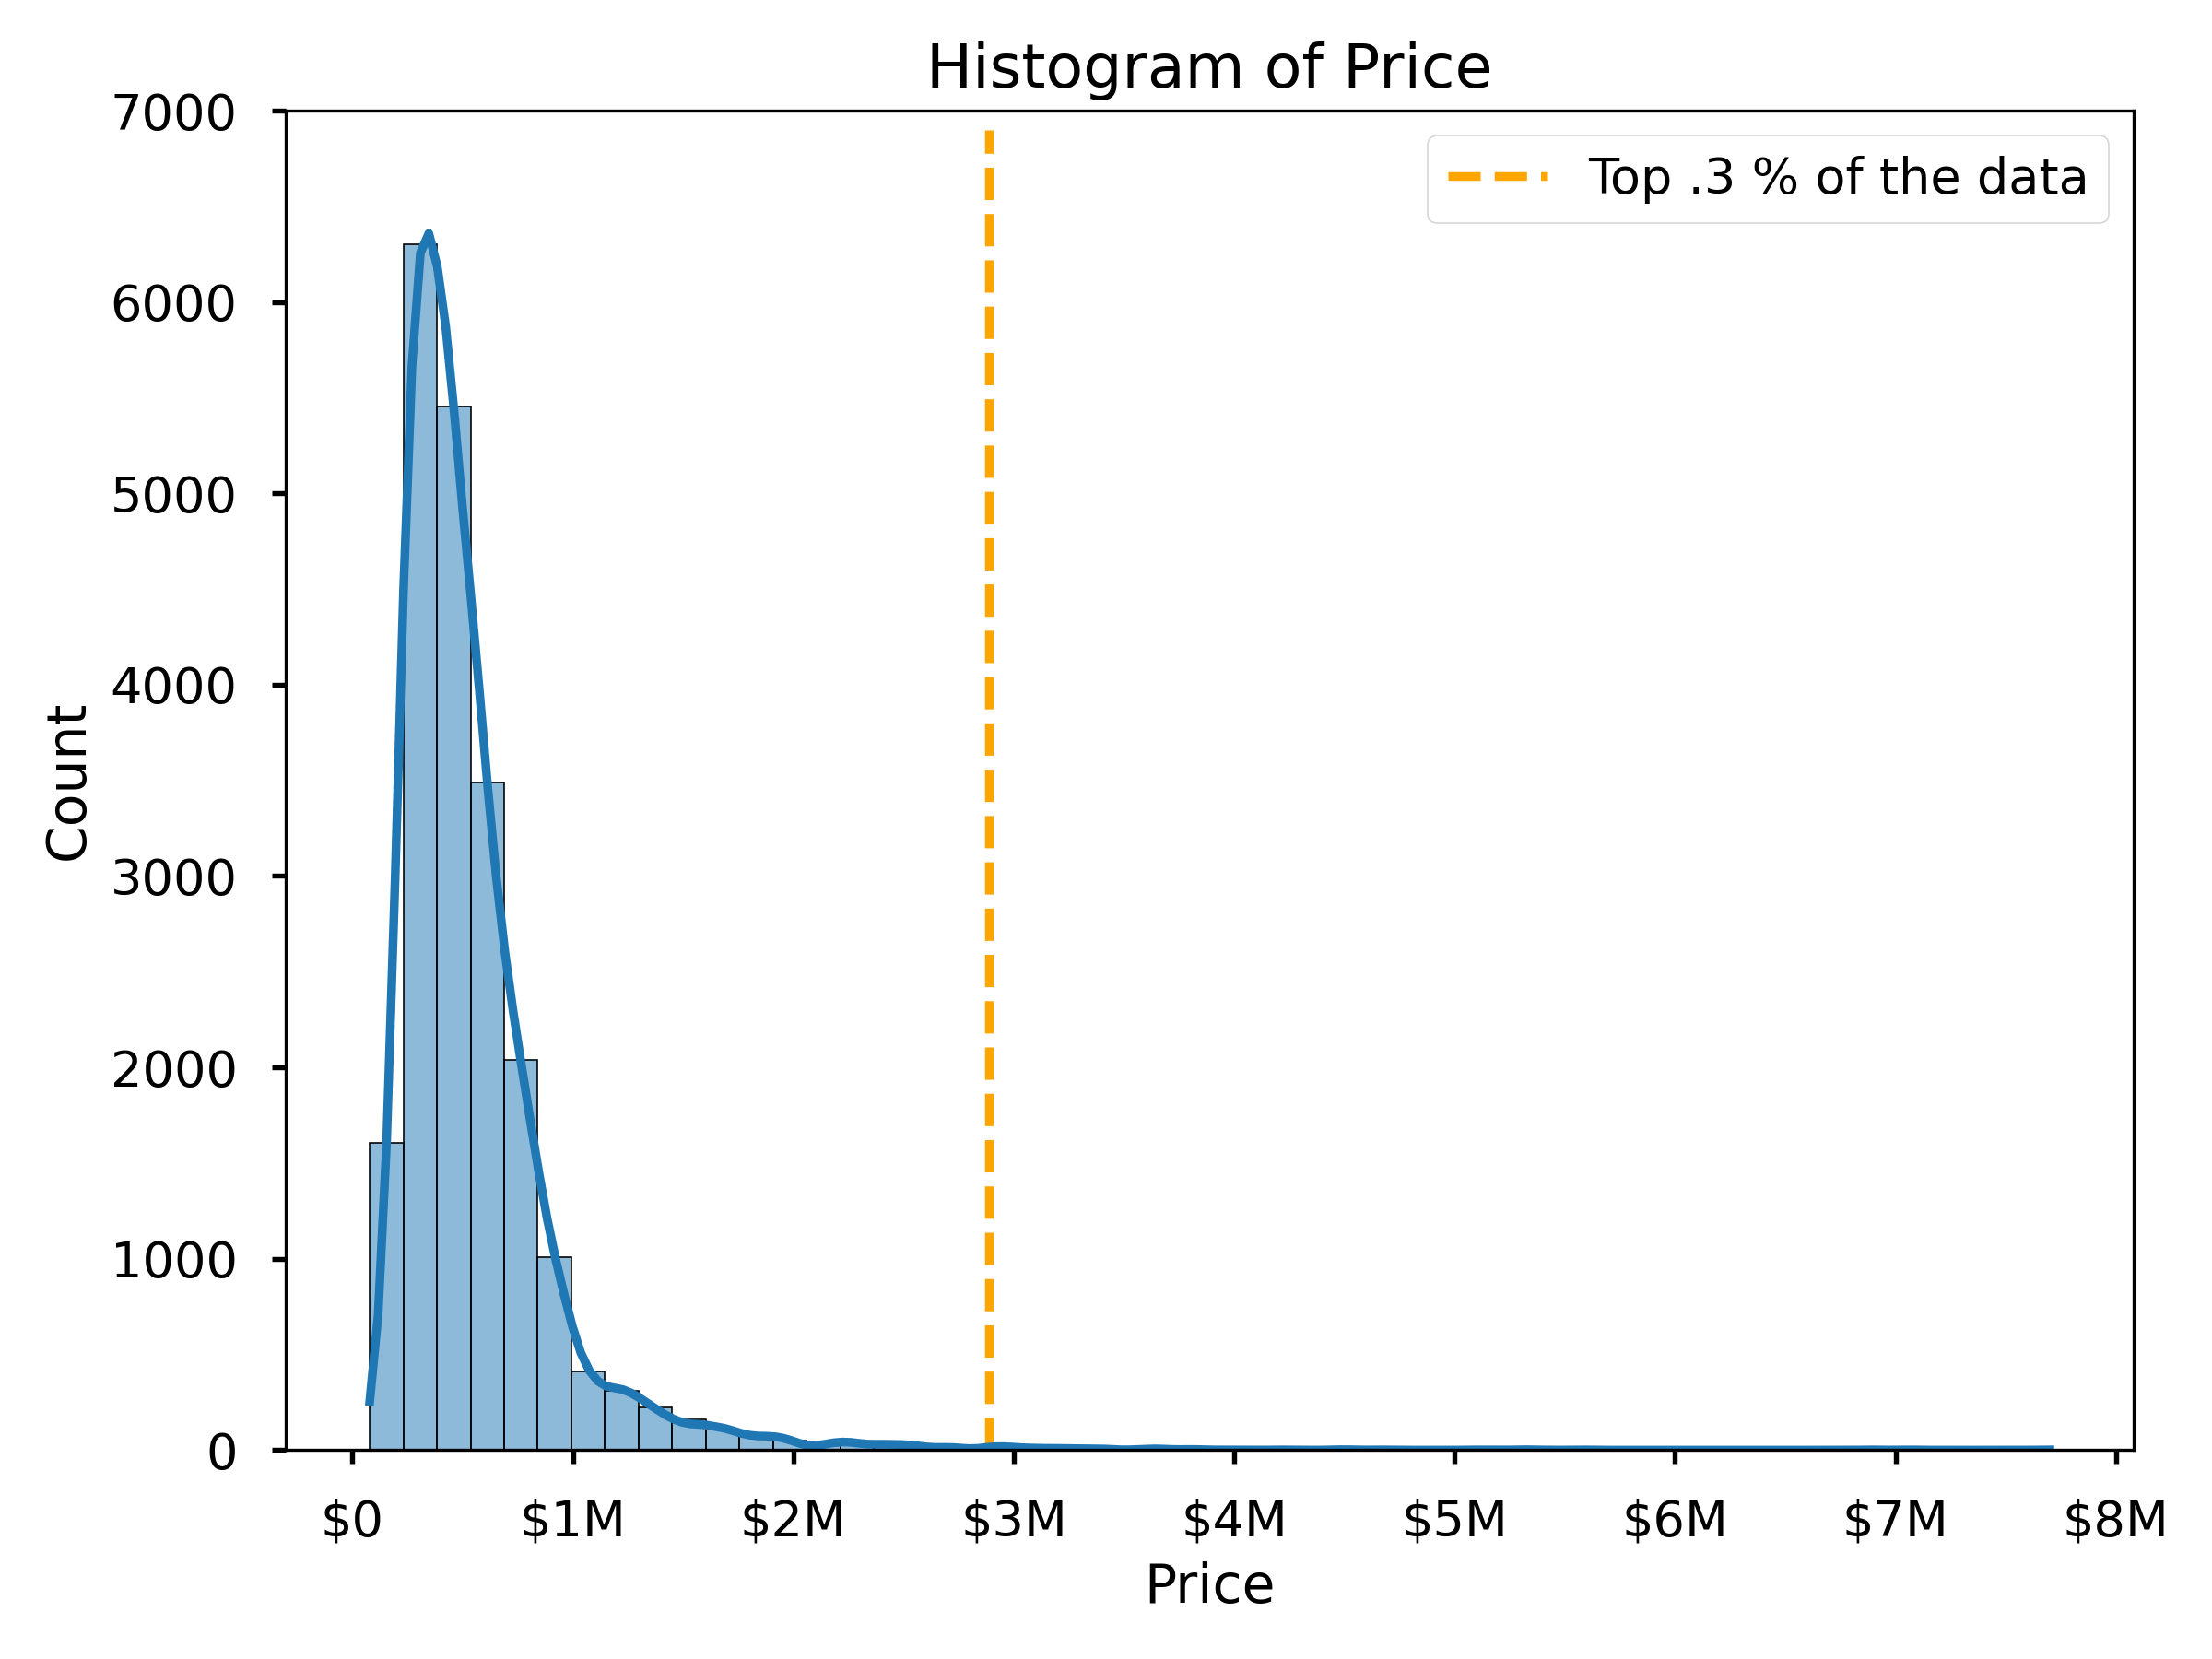 Histogram of Price
Top .3 % of the data
7000
6000
5000
4000
3000
2000
1000
0
Count
$0 $1M $2M $3M $4M $5M $6M $7M $8M
Price